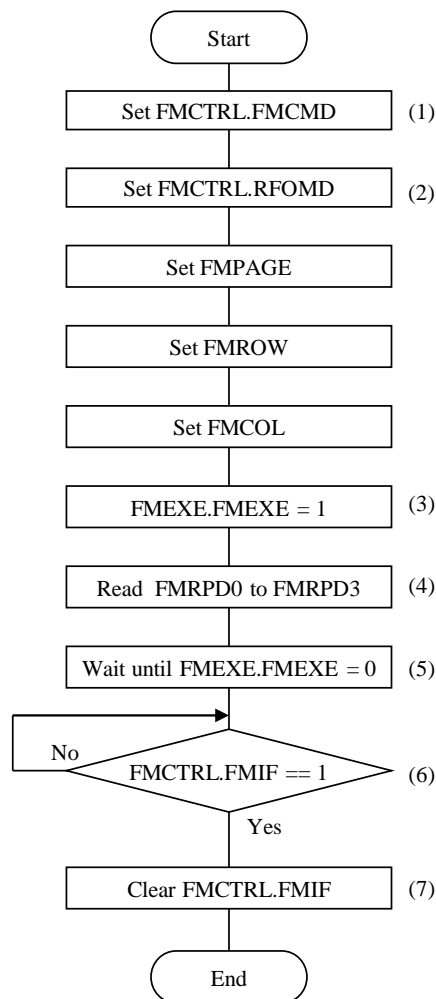 Start
Set FMCTRL.FMCMD (1)
Set FMCTRL.RFOMD (2)
Set FMPAGE
Set FMROW
Set FMCOL
FMEXE.FMEXE = 1 (3)
Read FMRPD0 to FMRPD3 (4)
Wait until FMEXE.FMEXE = 0 (5)
No
FMCTRL.FMIF == 1 (6)
Yes
Clear FMCTRL.FMIF (7)
End